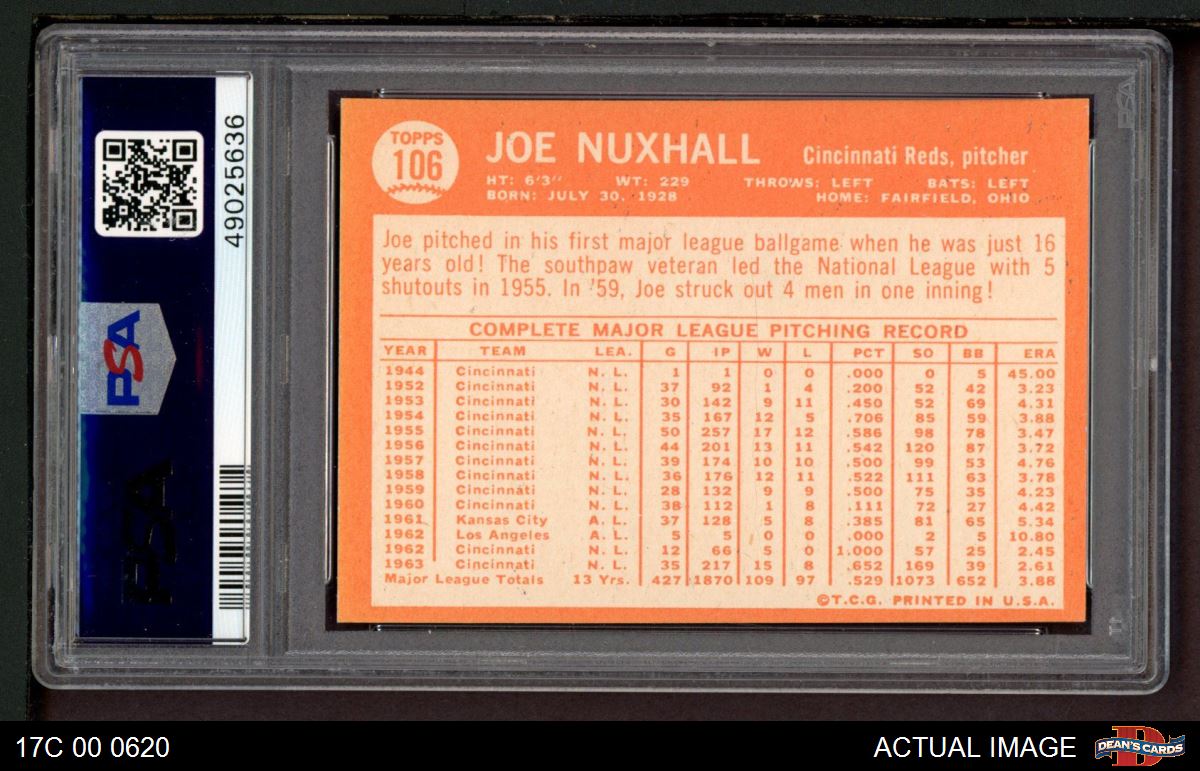 49025636
PSA
PSA
PSA
TOPPS
106
JOE NUXHALL Cincinnati Reds, pitcher
HT: 6'3" WT: 229 THROWS: LEFT BATS: LEFT
BORN: JULY 30, 1928 HOME: FAIRFIELD, OHIO
Joe pitched in his first major league ballgame when he was just 16
years old! The southpaw veteran led the National League with 5
shutouts in 1955. In '59, Joe struck out 4 men in one inning!
COMPLETE MAJOR LEAGUE PITCHING RECORD
YEAR TEAM LEA. G IP W L PCT SO BB ERA
1944 Cincinnati N. L. 1 1 0 0 .000 0 5 45.00
1952 Cincinnati N. L. 37 92 1 4 .200 52 42 3.23
1953 Cincinnati N. L. 30 142 9 11 .450 52 69 4.31
1954 Cincinnati N. L. 35 167 12 5 .706 85 59 3.88
1955 Cincinnati N. L. 50 257 17 12 .586 98 78 3.47
1956 Cincinnati N. L. 44 201 13 11 .542 120 87 3.72
1957 Cincinnati N. L. 39 174 10 10 .500 99 53 4.76
1958 Cincinnati N. L. 36 176 12 11 .522 111 63 3.78
1959 Cincinnati N. L. 28 132 9 9 .500 75 35 4.23
1960 Cincinnati N. L. 38 112 1 8 .111 72 27 4.42
1961 Kansas City A. L. 37 128 5 8 .385 81 65 5.34
1962 Los Angeles A. L. 5 5 0 0 .000 2 5 10.80
1962 Cincinnati N. L. 12 66 5 0 1.000 57 25 2.45
1963 Cincinnati N. L. 35 217 15 8 .652 169 39 2.61
Major League Totals 13 Yrs. 427 1870 109 97 .529 1073 652 3.88
©T.C.G. PRINTED IN U.S.A.
17C 00 0620
ACTUAL IMAGE
DEAN'S CARDS